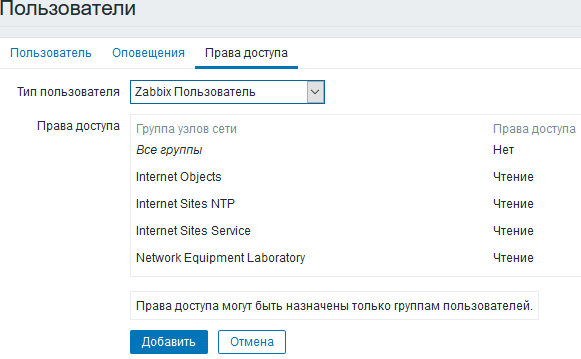 Пользователи
Пользователь Оповещения Права доступа
Тип пользователя Zabbix Пользователь
Права доступа Группа узлов сети Права доступа
Все группы Нет
Internet Objects Чтение
Internet Sites NTP Чтение
Internet Sites Service Чтение
Network Equipment Laboratory Чтение
Права доступа могут быть назначены только группам пользователей.
Добавить Отмена